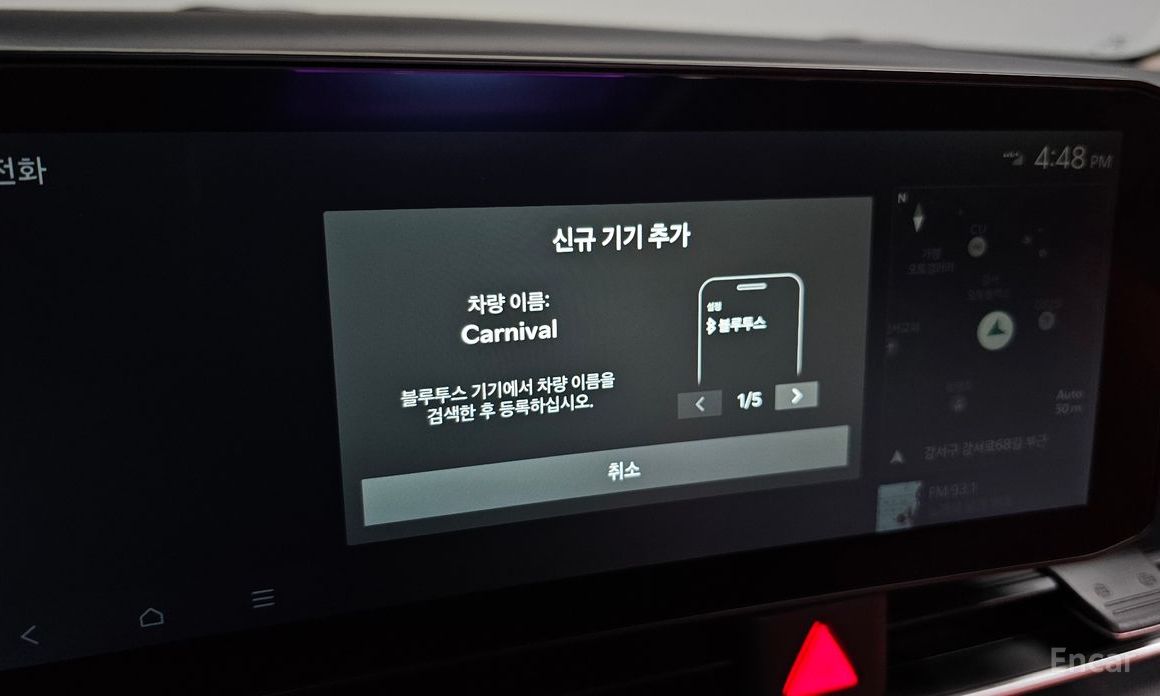 전화
4:48 PM
신규 기기 추가
차량 이름:
Carnival
블루투스 기기에서 차량 이름을
검색한 후 등록하십시오.
설정
블루투스
1/5
취소
N
CU
Auto
50 m
강서구 강서로68길 부근
FM 93.1
Encar